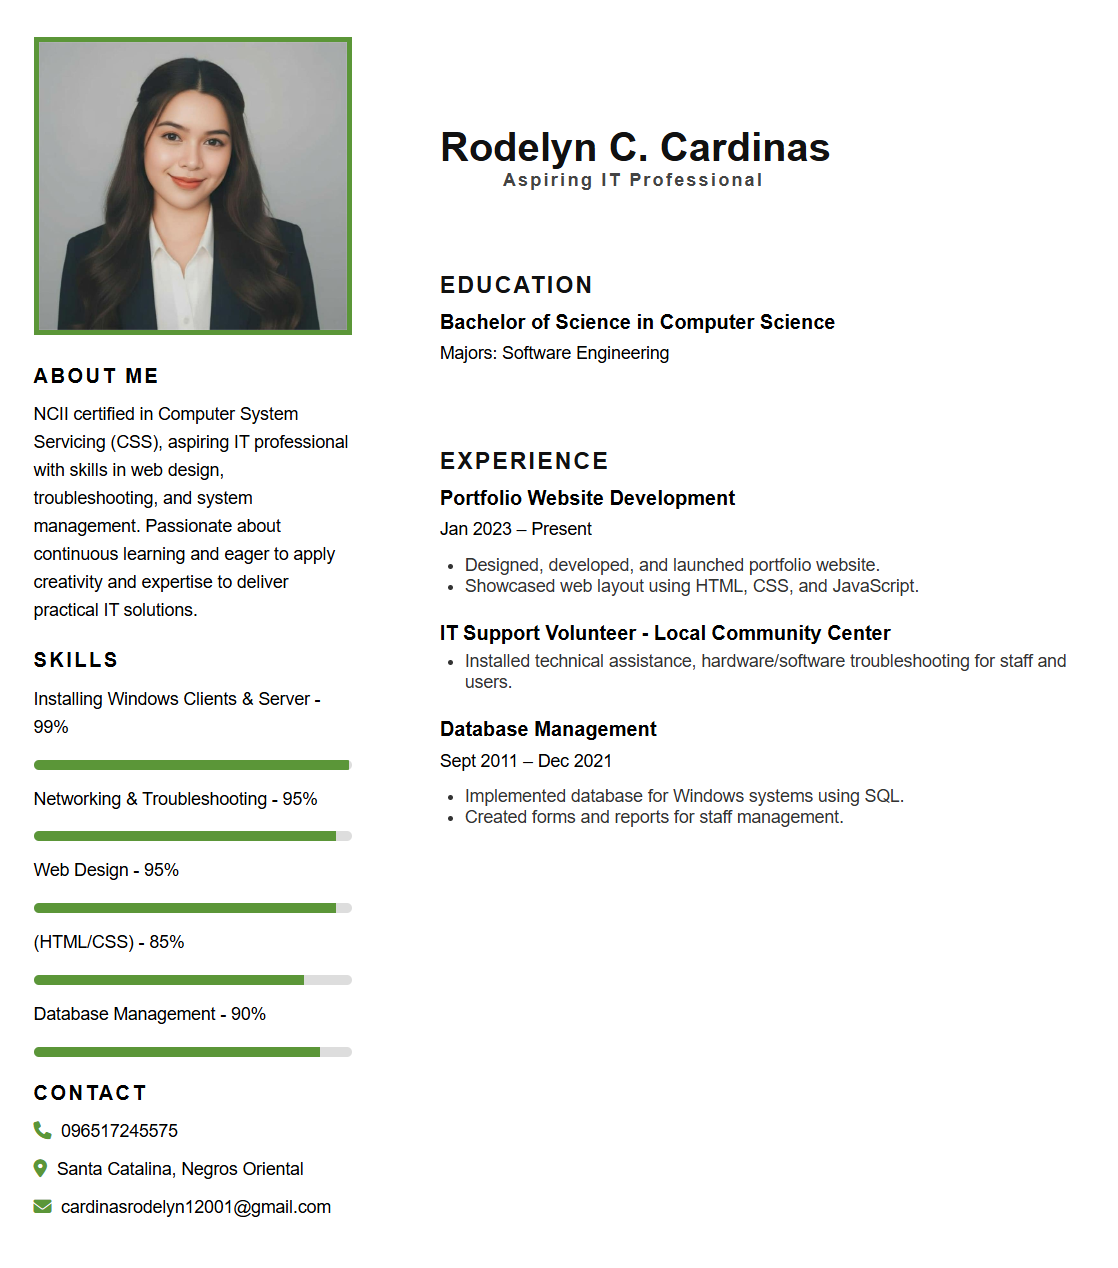 Rodelyn C. Cardinas
Aspiring IT Professional
ABOUT ME
NCII certified in Computer System
Servicing (CSS), aspiring IT professional
with skills in web design,
troubleshooting, and system
management. Passionate about
continuous learning and eager to apply
creativity and expertise to deliver
practical IT solutions.
SKILLS
Installing Windows Clients & Server -
99%
Networking & Troubleshooting - 95%
Web Design - 95%
(HTML/CSS) - 85%
Database Management - 90%
CONTACT
096517245575
Santa Catalina, Negros Oriental
cardinasrodelyn12001@gmail.com
EDUCATION
Bachelor of Science in Computer Science
Majors: Software Engineering
EXPERIENCE
Portfolio Website Development
Jan 2023 – Present
• Designed, developed, and launched portfolio website.
• Showcased web layout using HTML, CSS, and JavaScript.
IT Support Volunteer - Local Community Center
• Installed technical assistance, hardware/software troubleshooting for staff and
users.
Database Management
Sept 2011 – Dec 2021
• Implemented database for Windows systems using SQL.
• Created forms and reports for staff management.